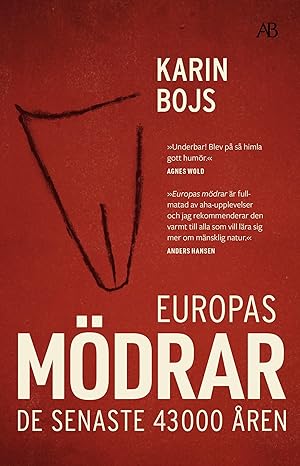 AB
KARIN
BOJS
»Underbar! Blev på så himla
gott humör.«
AGNES WOLD
»Europas mödrar är full-
matad av aha-upplevelser
och jag rekommenderar den
varmt till alla som vill lära sig
mer om mänsklig natur.«
ANDERS HANSEN
EUROPAS
MÖDRAR
DE SENASTE 43000 ÅREN